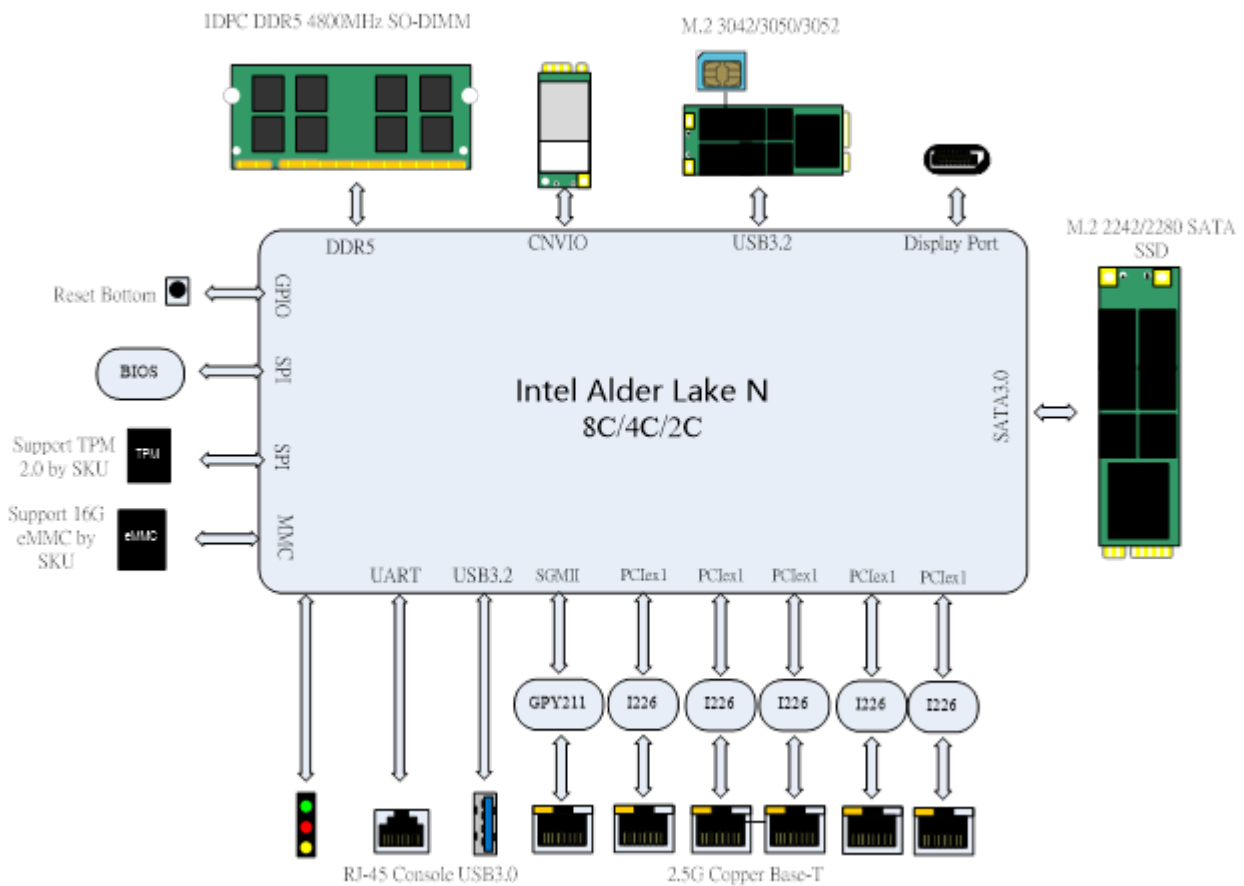 1DPC DDR5 4800MHz SO-DIMM
M.2 3042/3050/3052
M.2 2242/2280 SATA
SSD
DDR5
CNVIO
USB3.2
Display Port
Reset Bottom
GPIO
BIOS
SPI
Support TPM
2.0 by SKU
TPM
SPI
Support 16G
eMMC by
SKU
eMMC
MMC
Intel Alder Lake N
8C/4C/2C
SATA3.0
UART
USB3.2
SGMII
PCIex1
PCIex1
PCIex1
PCIex1
PCIex1
GPY211
I226
I226
I226
I226
I226
RJ-45 Console
USB3.0
2.5G Copper Base-T